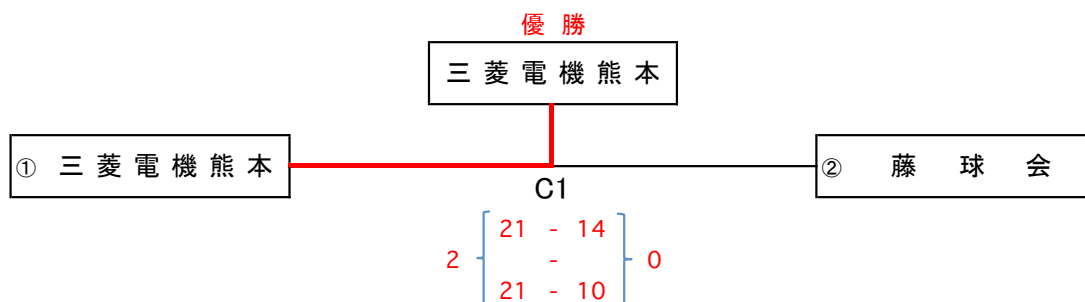 優 勝
三 菱 電 機 熊 本
① 三 菱 電 機 熊 本
② 藤 球 会
C1
21 - 14
2 - 0
21 - 10